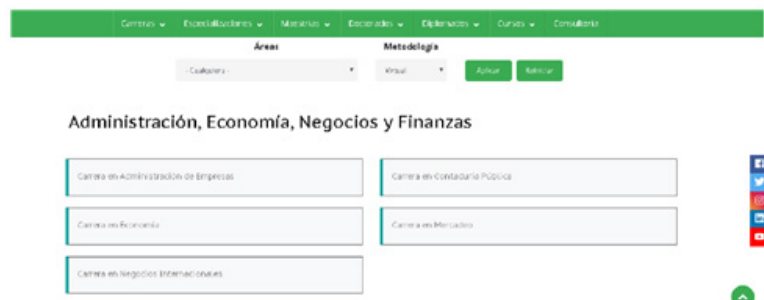 Carreras Especializaciones Maestrías Doctorados Diplomados Cursos Consultoría
Áreas Metodología
- Cualquiera - Virtual Aplicar Reiniciar
Administración, Economía, Negocios y Finanzas
Carrera en Administración de Empresas Carrera en Contaduría Pública
Carrera en Economía Carrera en Mercadeo
Carrera en Negocios Internacionales